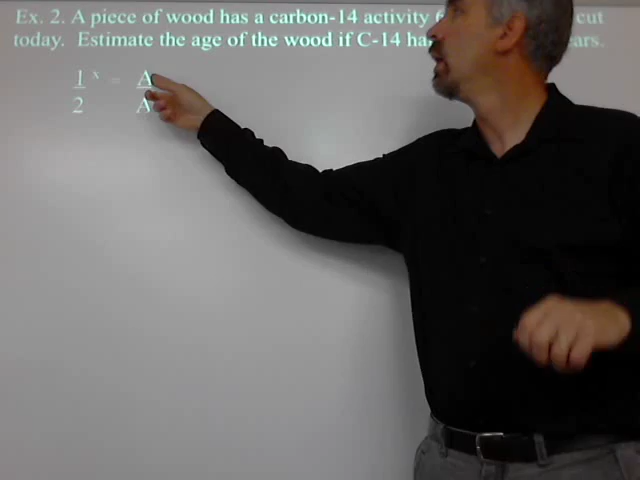 Ex. 2. A piece of wood has a carbon-14 activity cut
today. Estimate the age of the wood if C-14
1 x = A
2 A